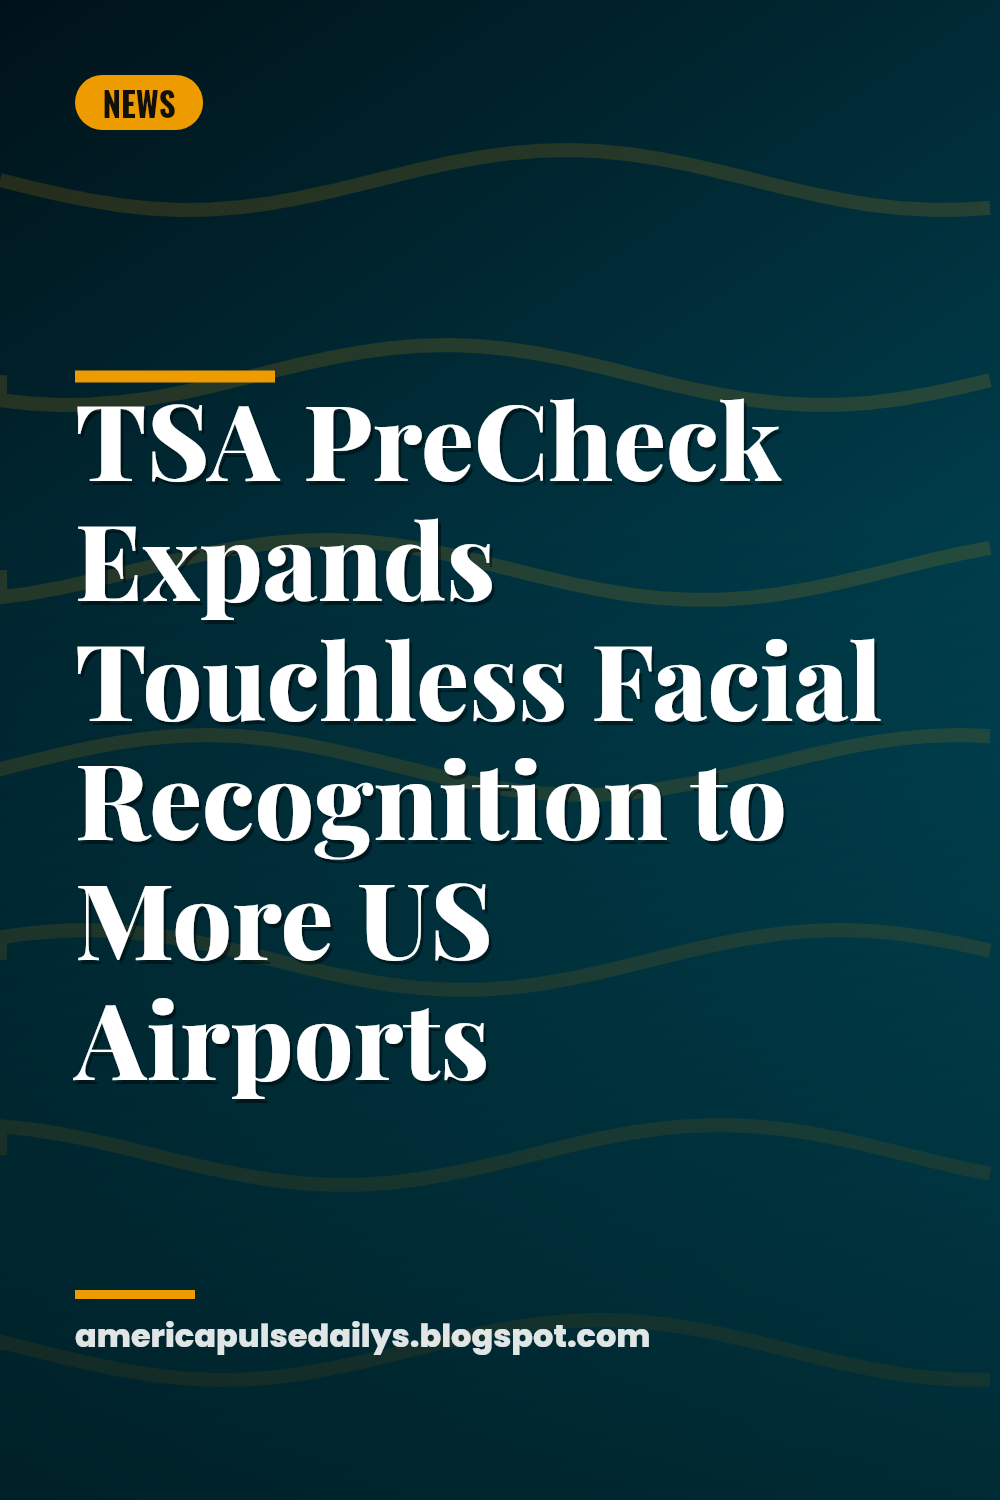 NEWS
TSA PreCheck
Expands
Touchless Facial
Recognition to
More US
Airports
americapulsedailys.blogspot.com